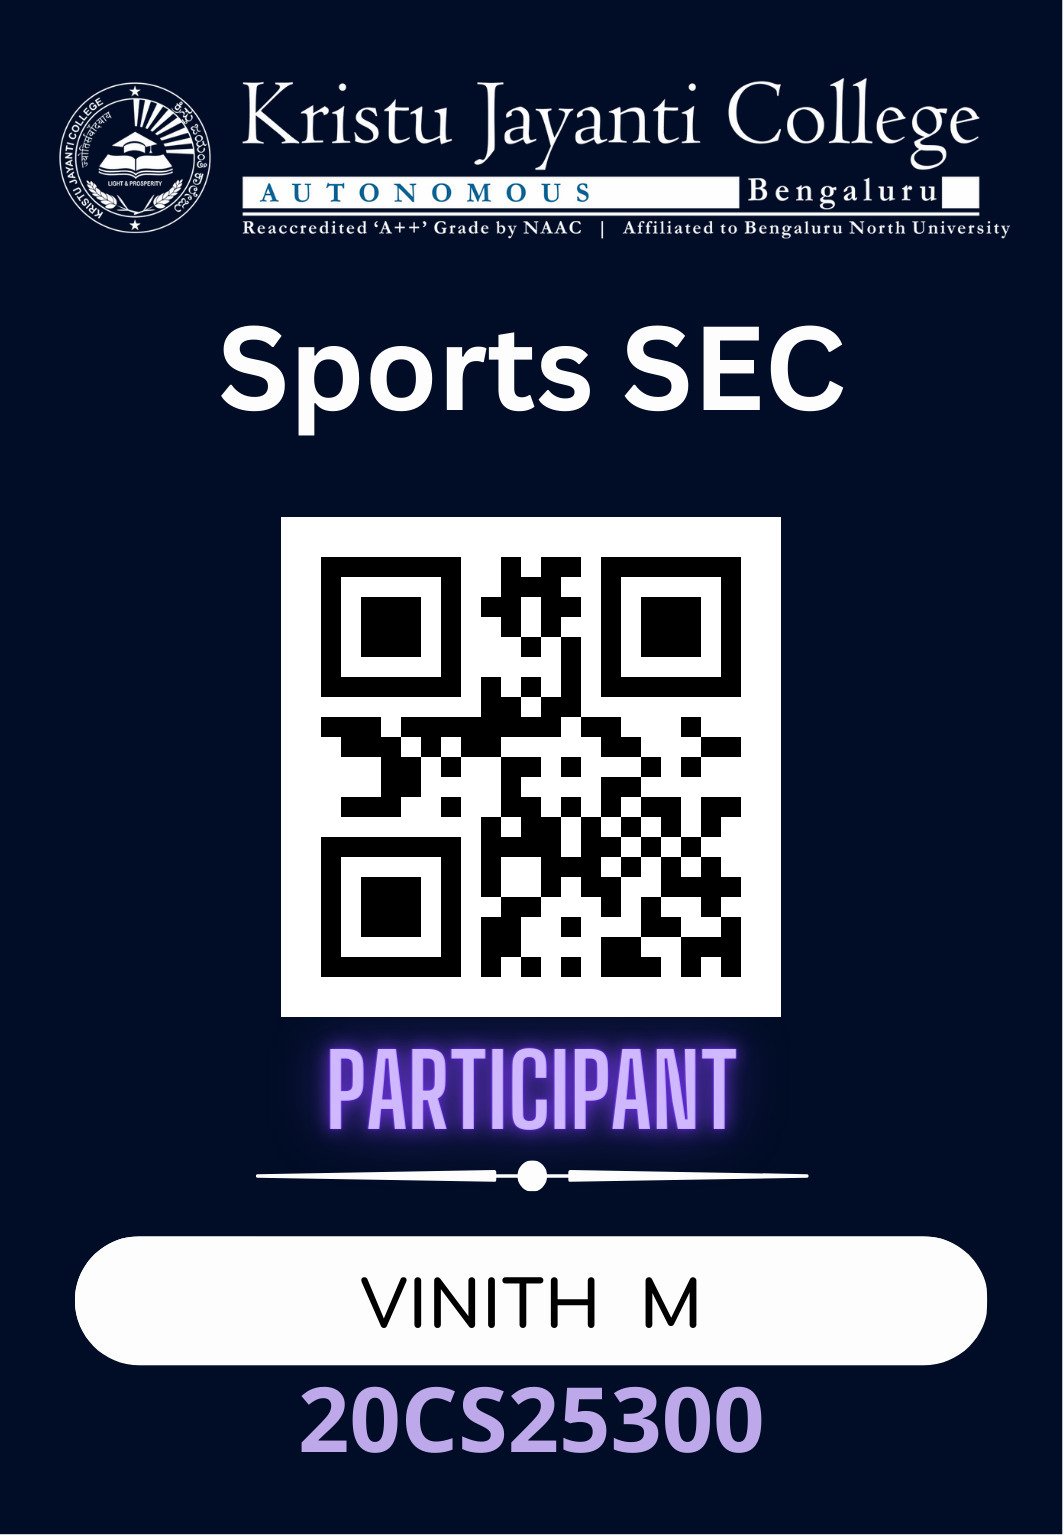 Kristu Jayanti College
AUTONOMOUS Bengaluru
Reaccredited ‘A++’ Grade by NAAC | Affiliated to Bengaluru North University
KRISTU JAYANTI COLLEGE
LIGHT & PROSPERITY
Sports SEC
PARTICIPANT
VINITH M
20CS25300